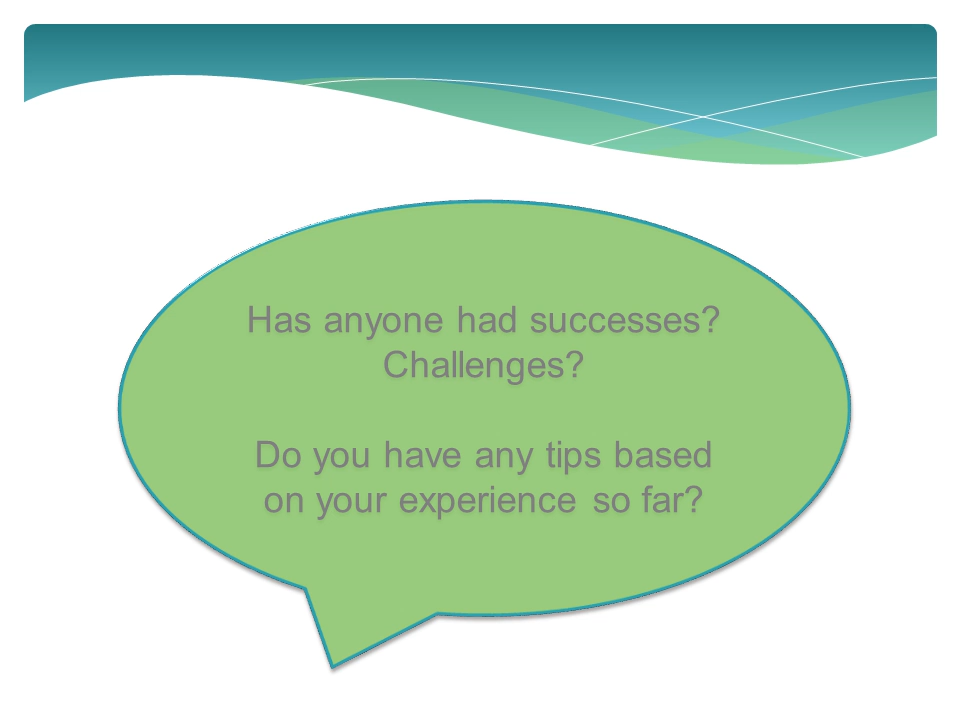 Has anyone had successes?
Challenges?
Do you have any tips based
on your experience so far?